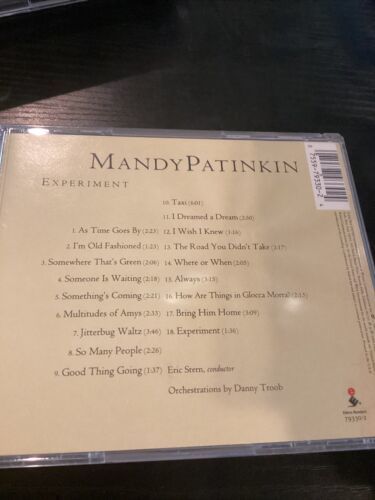 MANDY PATINKIN
EXPERIMENT
1. As Time Goes By (2:23)
2. I'm Old Fashioned (1:23)
3. Somewhere That's Green (2:06)
4. Someone Is Waiting (2:18)
5. Something's Coming (2:21)
6. Multitudes of Amys (2:33)
7. Jitterbug Waltz (3:46)
8. So Many People (2:26)
9. Good Thing Going (1:37)
10. Taxi (6:01)
11. I Dreamed a Dream (2:50)
12. I Wish I Knew (3:16)
13. The Road You Didn't Take (3:17)
14. Where or When (2:05)
15. Always (3:15)
16. How Are Things in Glocca Morra? (2:15)
17. Bring Him Home (3:09)
18. Experiment (1:36)
Eric Stern, conductor
Orchestrations by Danny Troob
7559-79330-2
79330-2